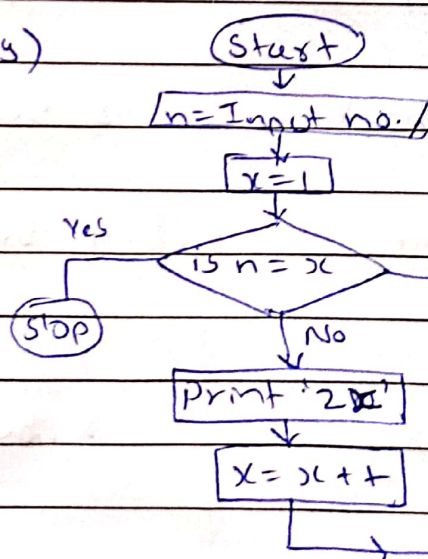 y)
Start
n=Input no.
x=1
Yes
is n = x
Stop
No
Print '2x'
x = x + +